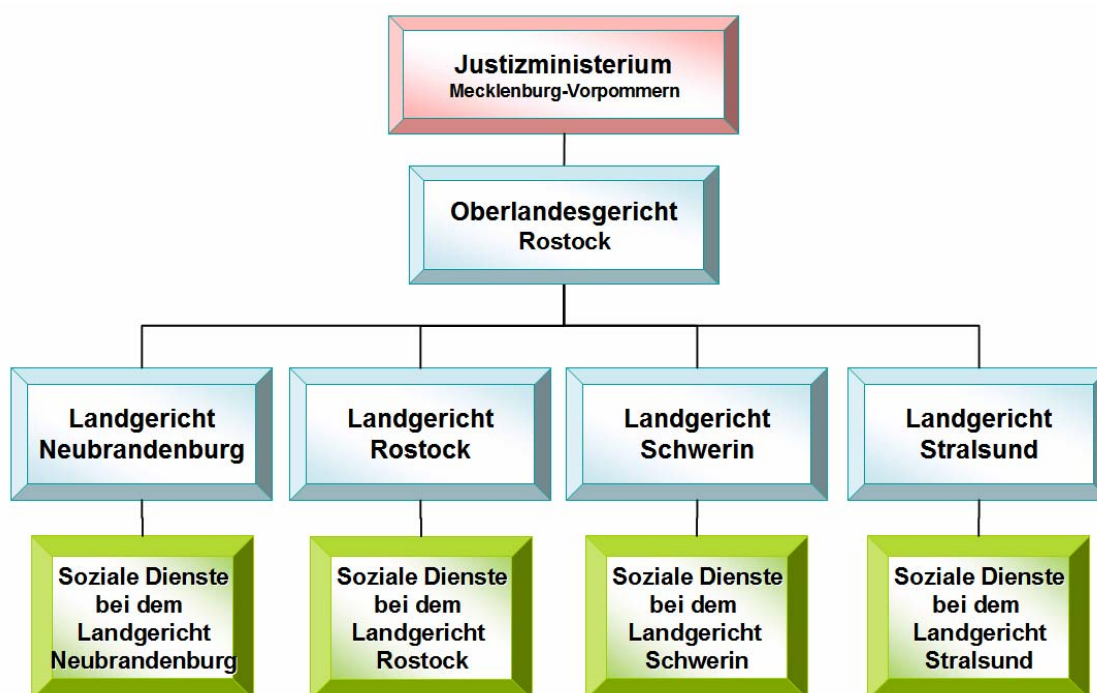 Justizministerium
Mecklenburg-Vorpommern
Oberlandesgericht
Rostock
Landgericht
Neubrandenburg
Landgericht
Rostock
Landgericht
Schwerin
Landgericht
Stralsund
Soziale Dienste
bei dem
Landgericht
Neubrandenburg
Soziale Dienste
bei dem
Landgericht
Rostock
Soziale Dienste
bei dem
Landgericht
Schwerin
Soziale Dienste
bei dem
Landgericht
Stralsund